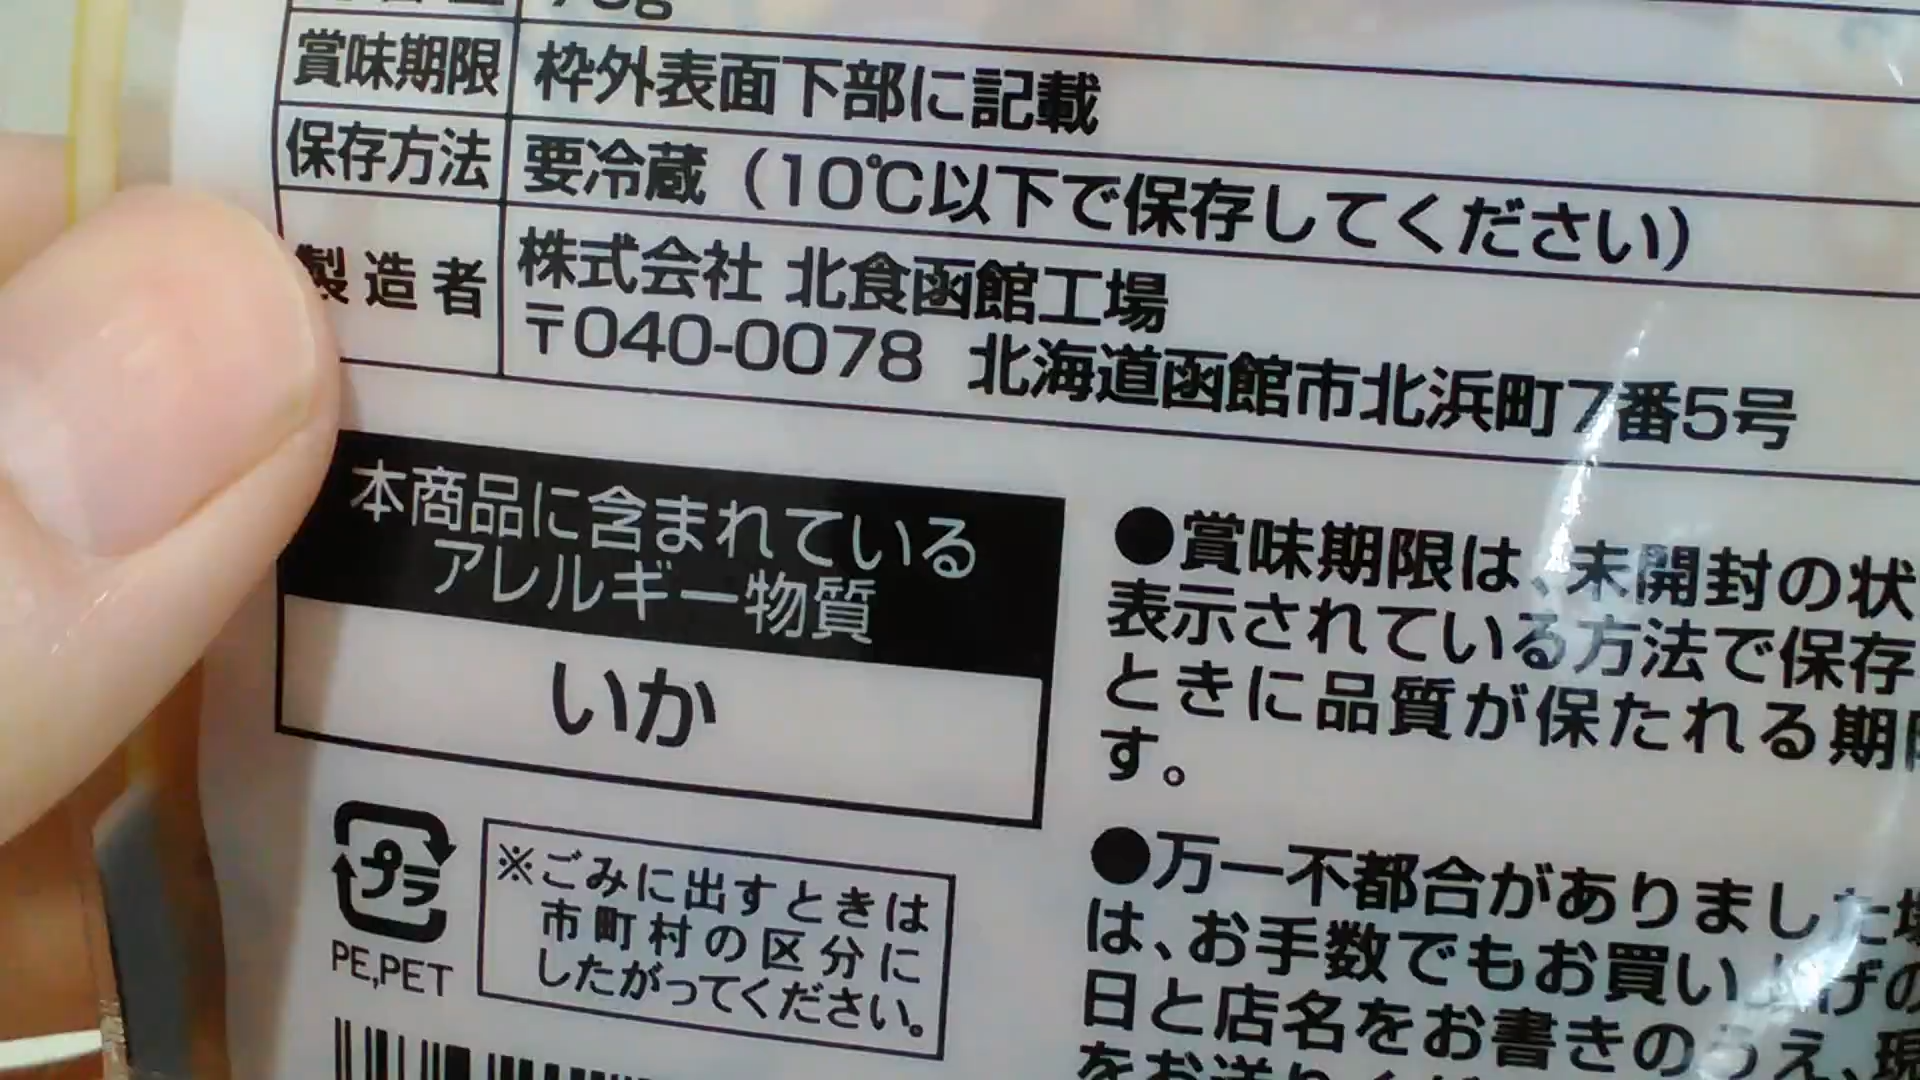 賞味期限 枠外表面下部に記載
保存方法 要冷蔵（10℃以下で保存してください）
製造者 株式会社 北食函館工場
〒040-0078 北海道函館市北浜町7番5号
本商品に含まれている
アレルギー物質
いか
●賞味期限は、未開封の状
表示されている方法で保存
ときに品質が保たれる期
す。
●万一不都合がありました
は、お手数でもお買い上げの
日と店名をお書きのうえ、現
プラ
PE,PET
※ごみに出すときは
市町村の区分に
したがってください。